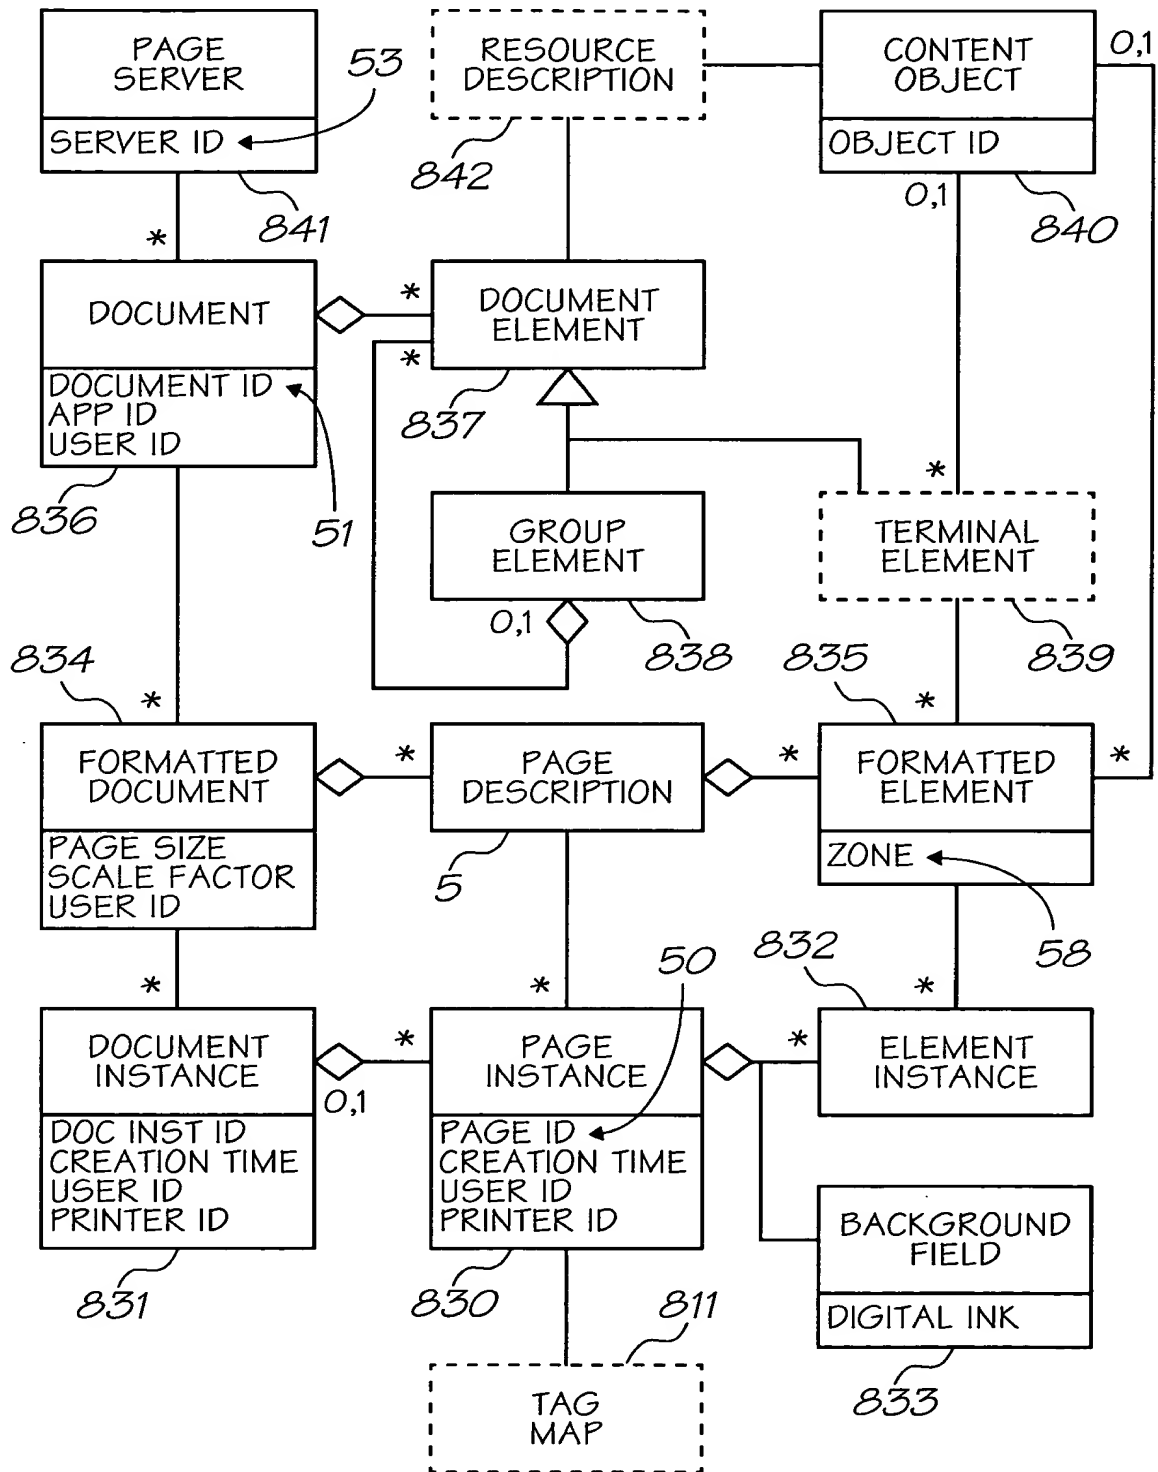 PAGE
SERVER
SERVER ID
53
841
RESOURCE
DESCRIPTION
842
CONTENT
OBJECT
OBJECT ID
840
0,1
0,1
*
DOCUMENT
DOCUMENT ID
APP ID
USER ID
836
51
*
*
DOCUMENT
ELEMENT
837
GROUP
ELEMENT
0,1
838
*
TERMINAL
ELEMENT
839
834
*
FORMATTED
DOCUMENT
PAGE SIZE
SCALE FACTOR
USER ID
*
PAGE
DESCRIPTION
5
835
*
*
*
FORMATTED
ELEMENT
ZONE
58
*
DOCUMENT
INSTANCE
0,1
DOC INST ID
CREATION TIME
USER ID
PRINTER ID
831
*
*
50
PAGE
INSTANCE
PAGE ID
CREATION TIME
USER ID
PRINTER ID
830
832
*
*
ELEMENT
INSTANCE
BACKGROUND
FIELD
DIGITAL INK
833
811
TAG
MAP